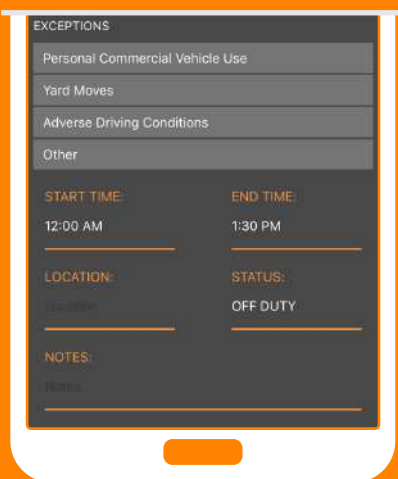 EXCEPTIONS
Personal Commercial Vehicle Use
Yard Moves
Adverse Driving Conditions
Other
START TIME: END TIME:
12:00 AM 1:30 PM
LOCATION: STATUS:
Location OFF DUTY
NOTES:
Notes